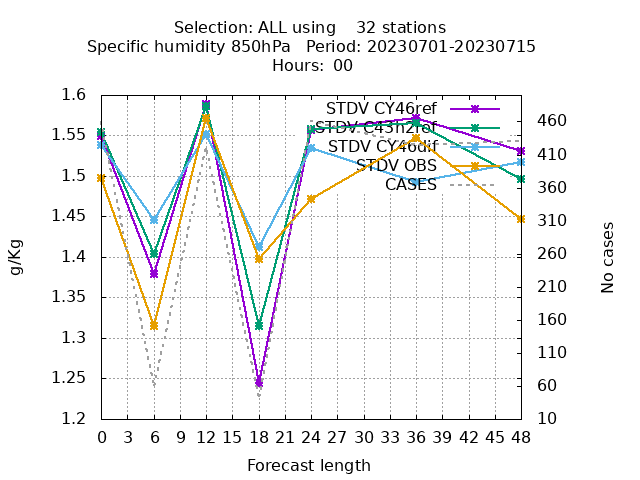 Selection: ALL using    32 stations
Specific humidity 850hPa   Period: 20230701-20230715
Hours:  00
1.6
1.55
1.5
1.45
1.4
1.35
1.3
1.25
1.2
g/Kg
STDV CY46ref
STDV C43h2ref
STDV CY46dif
STDV OBS
CASES
460
410
360
310
260
210
160
110
60
10
No cases
0 3 6 9 12 15 18 21 24 27 30 33 36 39 42 45 48
Forecast length